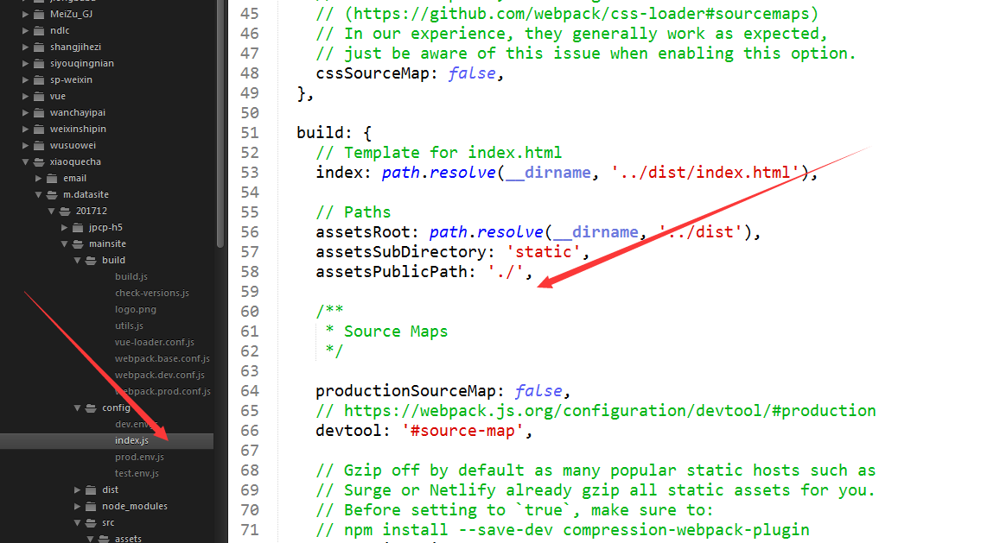 jiongbaba
MeiZu_GJ
ndlc
shangjihezi
siyouqingnian
sp-weixin
vue
wanchayipai
weixinshipin
wusuowei
xiaoquecha
email
m.datasite
201712
jpcp-h5
mainsite
build
build.js
check-versions.js
logo.png
utils.js
vue-loader.conf.js
webpack.base.conf.js
webpack.dev.conf.js
webpack.prod.conf.js
config
dev.env.js
index.js
prod.env.js
test.env.js
dist
node_modules
src
assets
45 // (https://github.com/webpack/css-loader#sourcemaps)
46 // In our experience, they generally work as expected,
47 // just be aware of this issue when enabling this option.
48 cssSourceMap: false,
49 },
50
51 build: {
52 // Template for index.html
53 index: path.resolve(__dirname, '../dist/index.html'),
54
55 // Paths
56 assetsRoot: path.resolve(__dirname, '../dist'),
57 assetsSubDirectory: 'static',
58 assetsPublicPath: './',
59
60 /**
61 * Source Maps
62 */
63
64 productionSourceMap: false,
65 // https://webpack.js.org/configuration/devtool/#production
66 devtool: '#source-map',
67
68 // Gzip off by default as many popular static hosts such as
69 // Surge or Netlify already gzip all static assets for you.
70 // Before setting to `true`, make sure to:
71 // npm install --save-dev compression-webpack-plugin